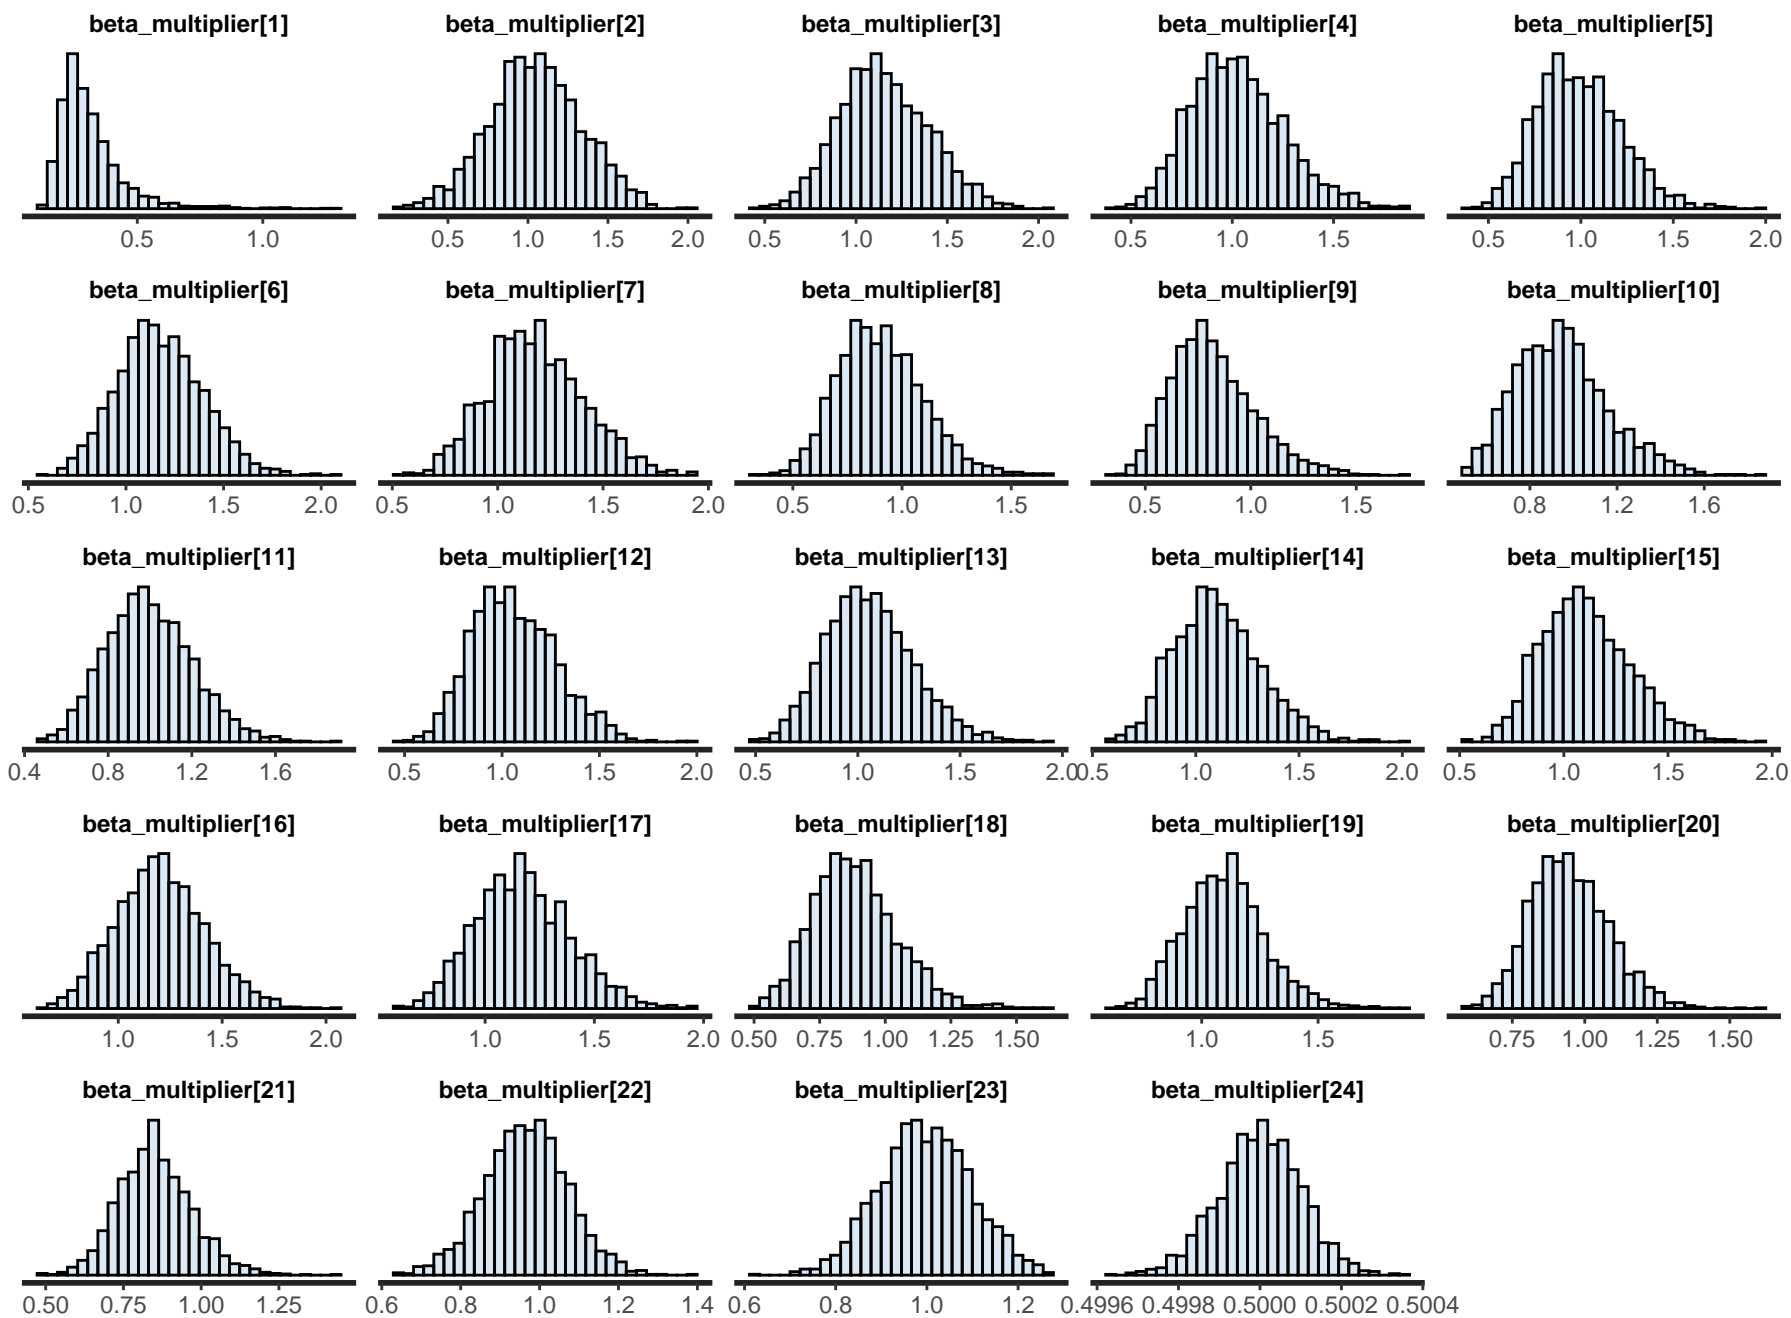 beta_multiplier[1] beta_multiplier[2] beta_multiplier[3] beta_multiplier[4] beta_multiplier[5]
0.5 1.0 0.5 1.0 1.5 2.0 0.5 1.0 1.5 2.0 0.5 1.0 1.5 0.5 1.0 1.5 2.0
beta_multiplier[6] beta_multiplier[7] beta_multiplier[8] beta_multiplier[9] beta_multiplier[10]
0.5 1.0 1.5 2.0 0.5 1.0 1.5 2.0 0.5 1.0 1.5 0.5 1.0 1.5 0.8 1.2 1.6
beta_multiplier[11] beta_multiplier[12] beta_multiplier[13] beta_multiplier[14] beta_multiplier[15]
0.4 0.8 1.2 1.6 0.5 1.0 1.5 2.0 0.5 1.0 1.5 2.0 0.5 1.0 1.5 2.0 0.5 1.0 1.5 2.0
beta_multiplier[16] beta_multiplier[17] beta_multiplier[18] beta_multiplier[19] beta_multiplier[20]
1.0 1.5 2.0 1.0 1.5 2.0 0.50 0.75 1.00 1.25 1.50 1.0 1.5 0.75 1.00 1.25 1.50
beta_multiplier[21] beta_multiplier[22] beta_multiplier[23] beta_multiplier[24]
0.50 0.75 1.00 1.25 0.6 0.8 1.0 1.2 1.4 0.6 0.8 1.0 1.2 0.4996 0.4998 0.5000 0.5002 0.5004